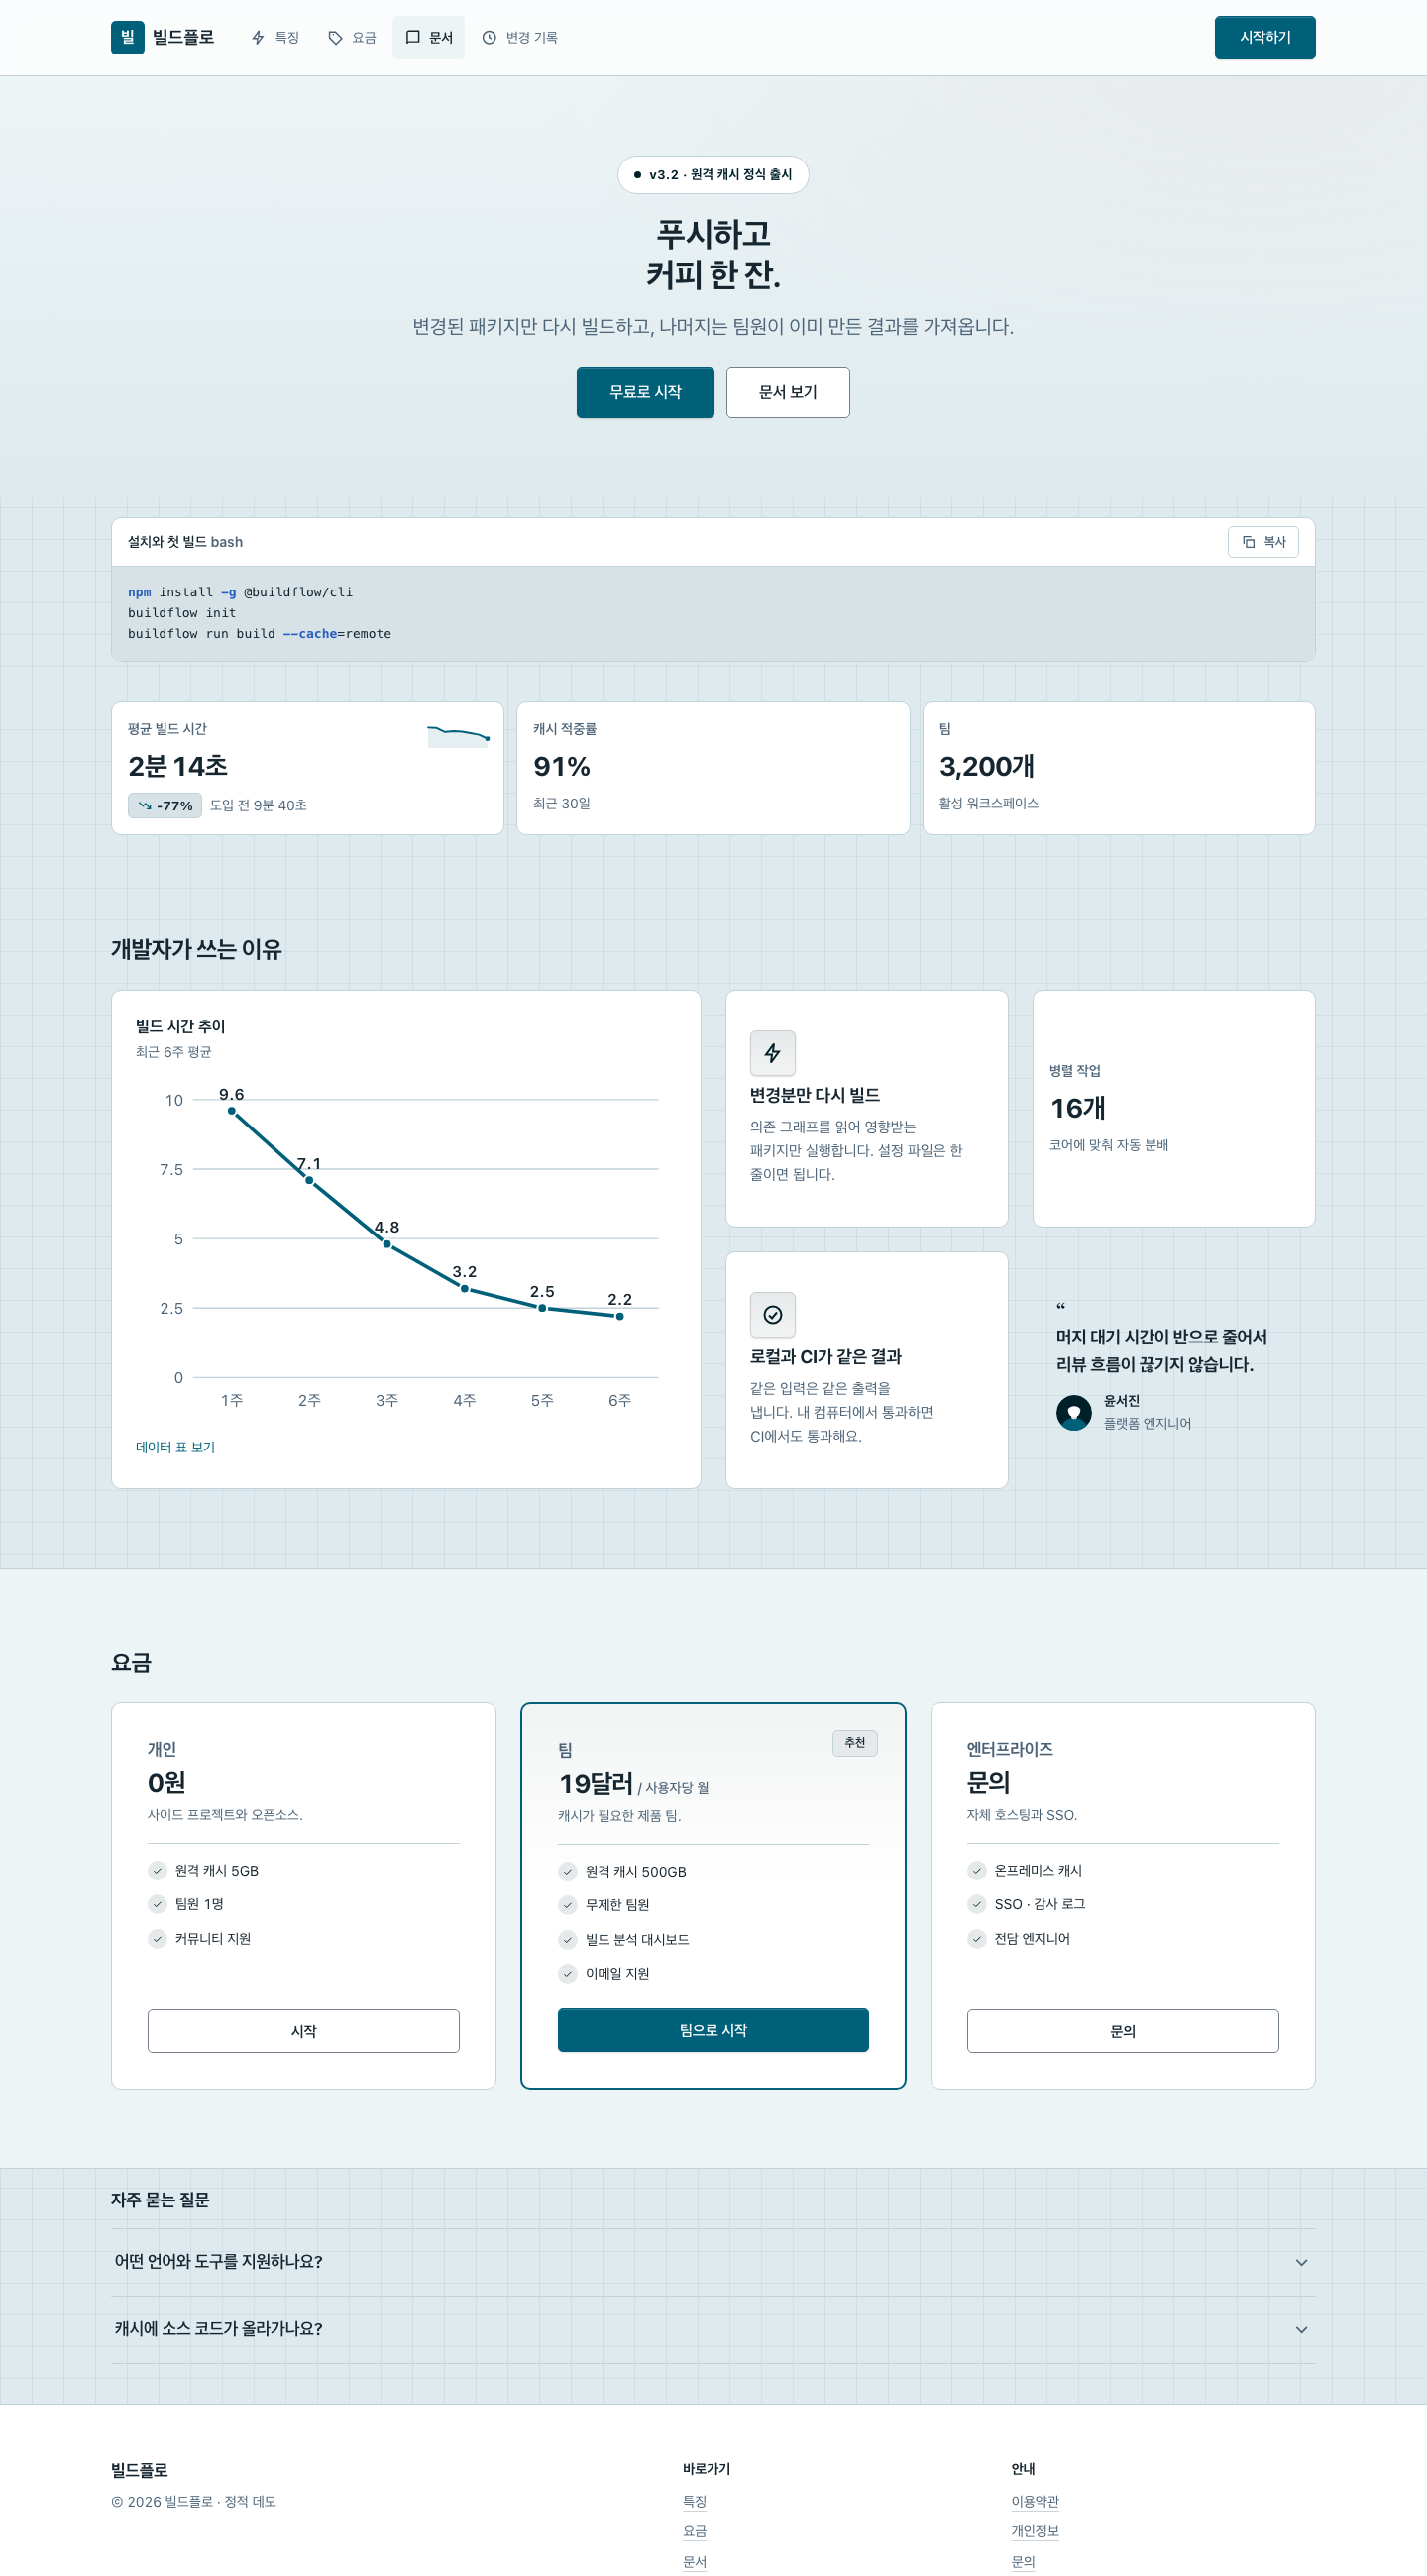 빌 빌드플로 특징 요금 문서 변경 기록 시작하기
v3.2 · 원격 캐시 정식 출시
푸시하고
커피 한 잔.
변경된 패키지만 다시 빌드하고, 나머지는 팀원이 이미 만든 결과를 가져옵니다.
무료로 시작 문서 보기
설치와 첫 빌드 bash 복사
npm install -g @buildflow/cli
buildflow init
buildflow run build --cache=remote
평균 빌드 시간
2분 14초
-77% 도입 전 9분 40초
캐시 적중률
91%
최근 30일
팀
3,200개
활성 워크스페이스
개발자가 쓰는 이유
빌드 시간 추이
최근 6주 평균
10
7.5
5
2.5
0
9.6
7.1
4.8
3.2
2.5
2.2
1주 2주 3주 4주 5주 6주
데이터 표 보기
변경분만 다시 빌드
의존 그래프를 읽어 영향받는
패키지만 실행합니다. 설정 파일은 한
줄이면 됩니다.
병렬 작업
16개
코어에 맞춰 자동 분배
로컬과 CI가 같은 결과
같은 입력은 같은 출력을
냅니다. 내 컴퓨터에서 통과하면
CI에서도 통과해요.
“
머지 대기 시간이 반으로 줄어서
리뷰 흐름이 끊기지 않습니다.
윤서진
플랫폼 엔지니어
요금
개인
0원
사이드 프로젝트와 오픈소스.
원격 캐시 5GB
팀원 1명
커뮤니티 지원
시작
팀 추천
19달러 / 사용자당 월
캐시가 필요한 제품 팀.
원격 캐시 500GB
무제한 팀원
빌드 분석 대시보드
이메일 지원
팀으로 시작
엔터프라이즈
문의
자체 호스팅과 SSO.
온프레미스 캐시
SSO · 감사 로그
전담 엔지니어
문의
자주 묻는 질문
어떤 언어와 도구를 지원하나요?
캐시에 소스 코드가 올라가나요?
빌드플로
© 2026 빌드플로 · 정적 데모
바로가기
특징
요금
문서
안내
이용약관
개인정보
문의